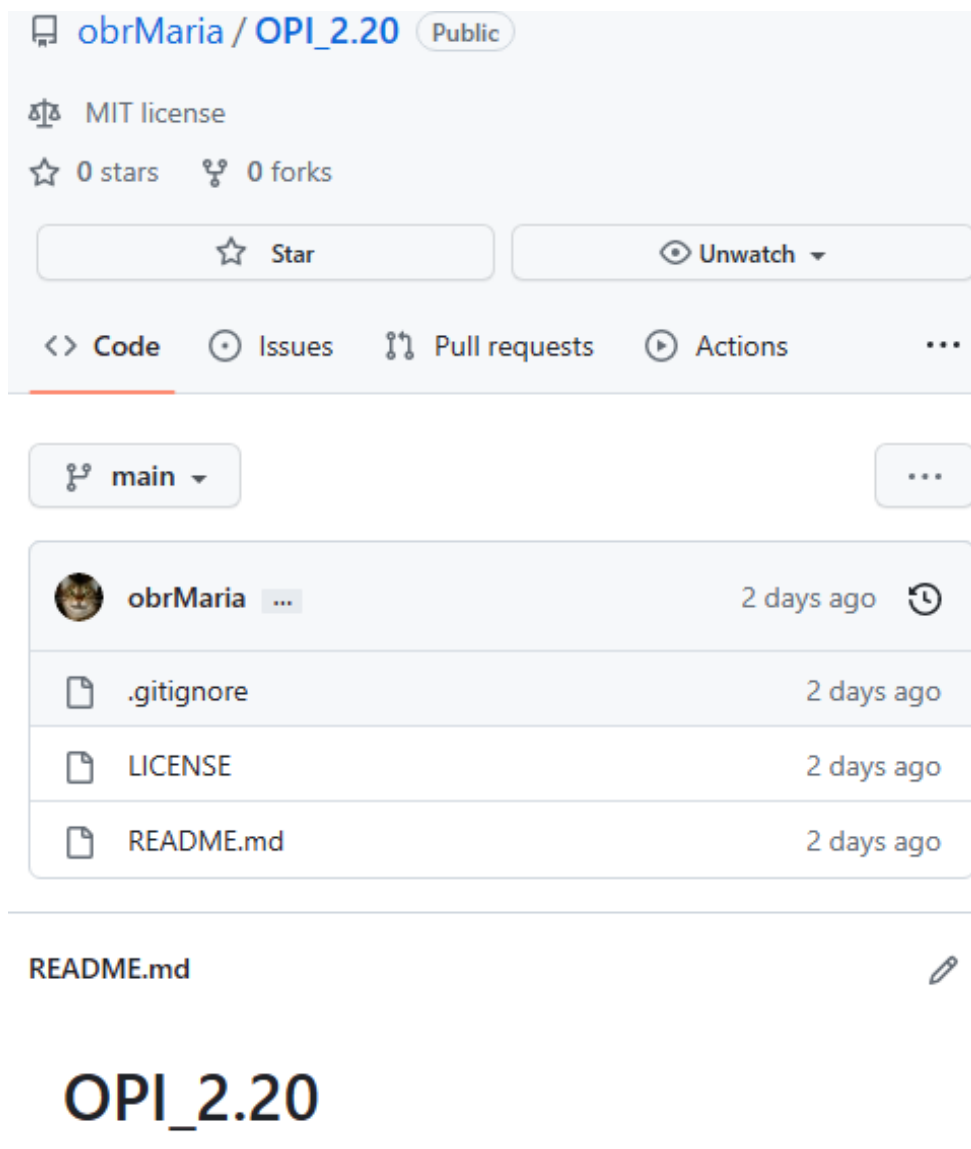 obrMaria / OPI_2.20 Public
MIT license
0 stars 0 forks
Star Unwatch
Code Issues Pull requests Actions ...
main ...
obrMaria ... 2 days ago
.gitignore 2 days ago
LICENSE 2 days ago
README.md 2 days ago
README.md
OPI_2.20